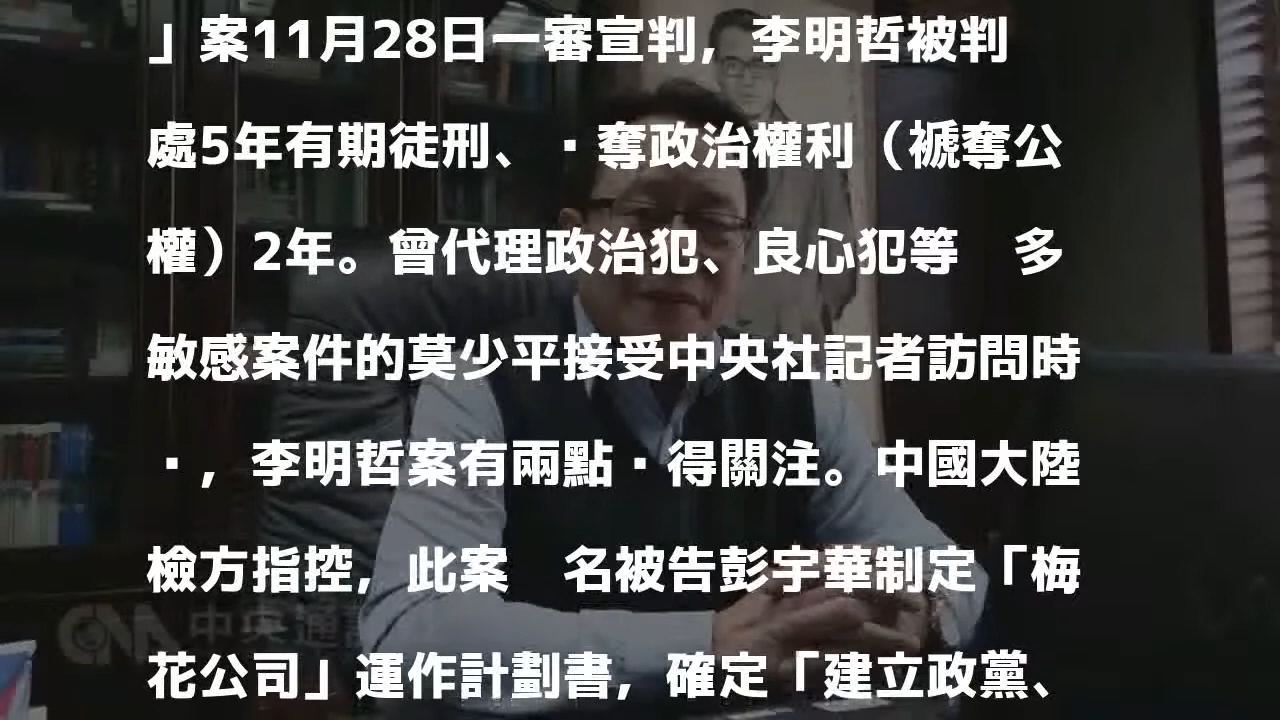 」案11月28日一審宣判，李明哲被判
處5年有期徒刑、▪奪政治權利（褫奪公
權）2年。曾代理政治犯、良心犯等　多
敏感案件的莫少平接受中央社記者訪問時
▪，李明哲案有兩點▪得關注。中國大陸
檢方指控，此案　名被告彭宇華制定「梅
花公司」運作計劃書，確定「建立政黨、
CNA 中央通